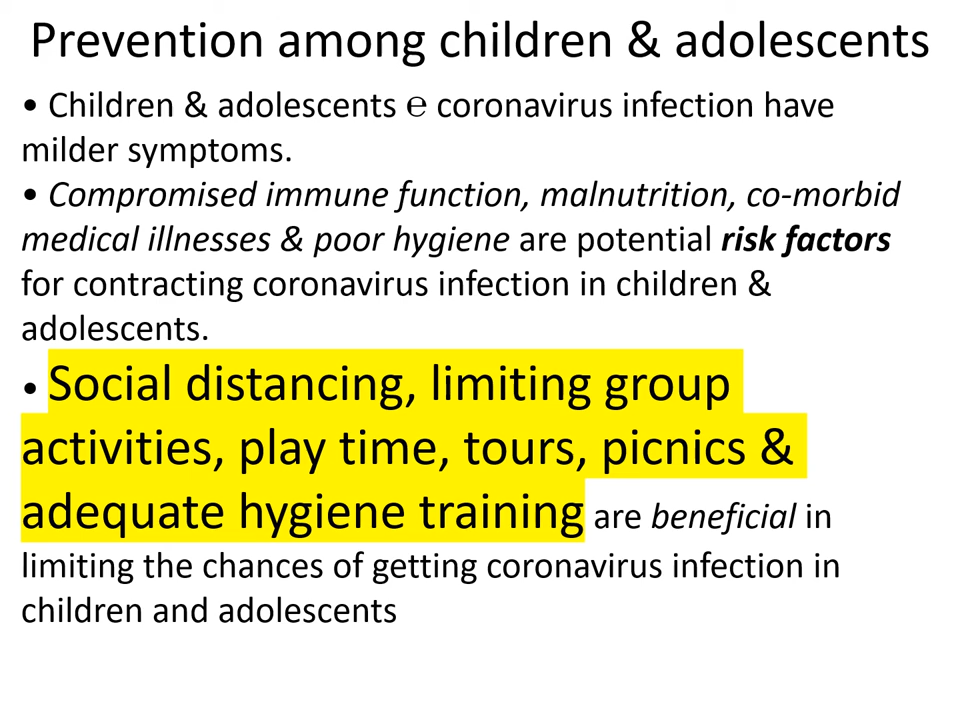 Prevention among children & adolescents
• Children & adolescents ℮ coronavirus infection have
milder symptoms.
• Compromised immune function, malnutrition, co-morbid
medical illnesses & poor hygiene are potential risk factors
for contracting coronavirus infection in children &
adolescents.
• Social distancing, limiting group
activities, play time, tours, picnics &
adequate hygiene training are beneficial in
limiting the chances of getting coronavirus infection in
children and adolescents